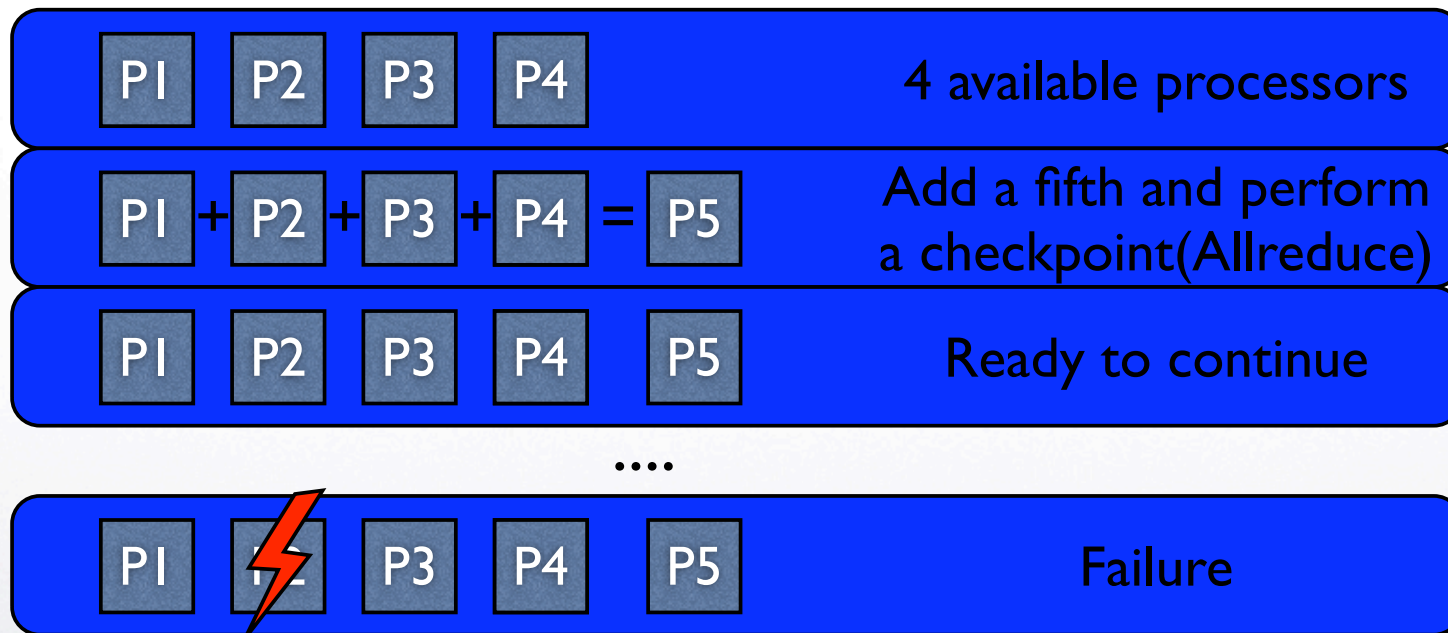 P1 P2 P3 P4 4 available processors
P1 + P2 + P3 + P4 = P5 Add a fifth and perform
a checkpoint(Allreduce)
P1 P2 P3 P4 P5 Ready to continue
....
P1 P2 P3 P4 P5 Failure